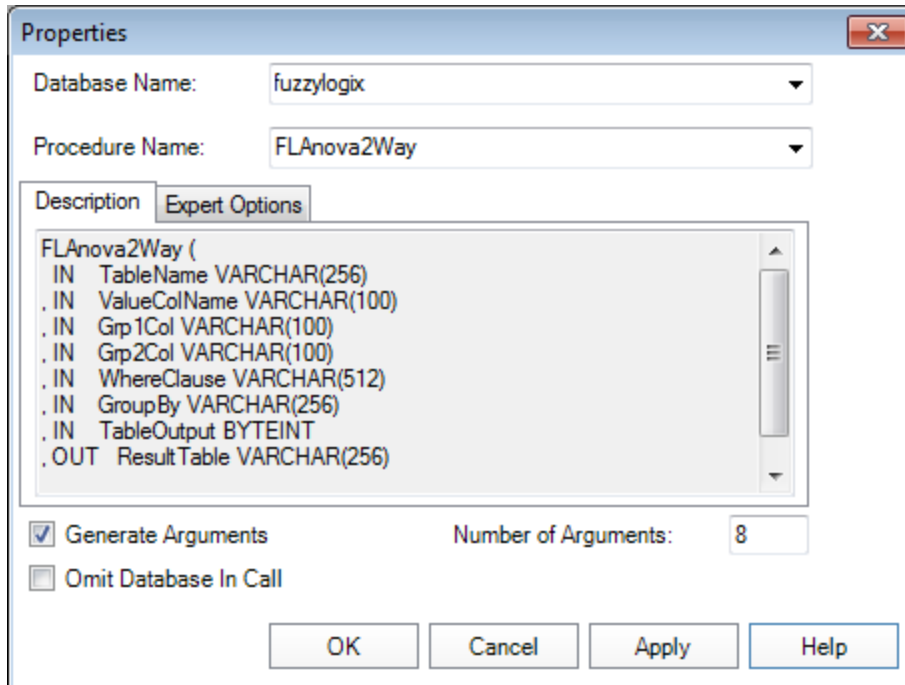 Properties
Database Name: fuzzylogix
Procedure Name: FLAnova2Way
Description Expert Options
FLAnova2Way (
IN TableName VARCHAR(256)
, IN ValueColName VARCHAR(100)
, IN Grp1Col VARCHAR(100)
, IN Grp2Col VARCHAR(100)
, IN WhereClause VARCHAR(512)
, IN GroupBy VARCHAR(256)
, IN TableOutput BYTEINT
, OUT ResultTable VARCHAR(256)
Generate Arguments Number of Arguments: 8
Omit Database In Call
OK Cancel Apply Help